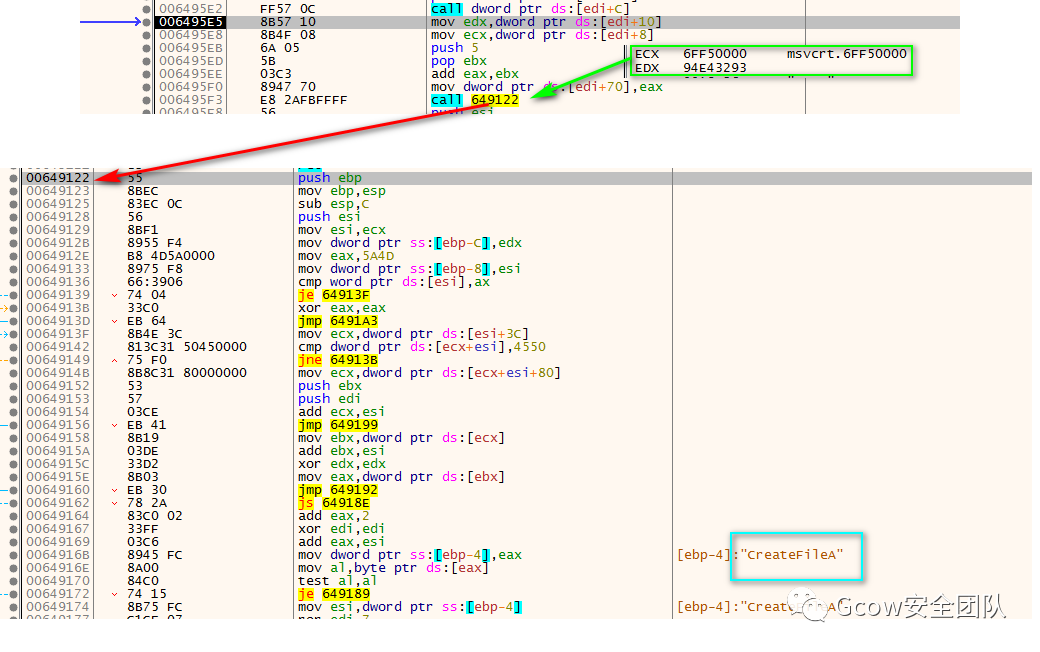 006495E2 FF57 0C call dword ptr ds:[edi+C]
006495E5 8B57 10 mov edx,dword ptr ds:[edi+10]
006495E8 8B4F 08 mov ecx,dword ptr ds:[edi+8]
006495EB 6A 05 push 5
006495ED 5B pop ebx
006495EE 03C3 add eax,ebx
006495F0 8947 70 mov dword ptr ds:[edi+70],eax
006495F3 E8 2AFBFFFF call 649122
006495F8 56 push esi
ECX 6FF50000 msvcrt.6FF50000
EDX 94E43293
00649122 55 push ebp
00649123 8BEC mov ebp,esp
00649125 83EC 0C sub esp,C
00649128 56 push esi
00649129 8BF1 mov esi,ecx
0064912B 8955 F4 mov dword ptr ss:[ebp-C],edx
0064912E B8 4D5A0000 mov eax,5A4D
00649133 8975 F8 mov dword ptr ss:[ebp-8],esi
00649136 66:3906 cmp word ptr ds:[esi],ax
00649139 74 04 je 64913F
0064913B 33C0 xor eax,eax
0064913D EB 64 jmp 6491A3
0064913F 8B4E 3C mov ecx,dword ptr ds:[esi+3C]
00649142 813C31 50450000 cmp dword ptr ds:[ecx+esi],4550
00649149 75 F0 jne 64913B
0064914B 8B8C31 80000000 mov ecx,dword ptr ds:[ecx+esi+80]
00649152 53 push ebx
00649153 57 push edi
00649154 03CE add ecx,esi
00649156 EB 41 jmp 649199
00649158 8B19 mov ebx,dword ptr ds:[ecx]
0064915A 03DE add ebx,esi
0064915C 33D2 xor edx,edx
0064915E 8B03 mov eax,dword ptr ds:[ebx]
00649160 EB 30 jmp 649192
00649162 78 2A js 64918E
00649164 83C0 02 add eax,2
00649167 33FF xor edi,edi
00649169 03C6 add eax,esi
0064916B 8945 FC mov dword ptr ss:[ebp-4],eax [ebp-4]:"CreateFileA"
0064916E 8A00 mov al,byte ptr ds:[eax]
00649170 84C0 test al,al
00649172 74 15 je 649189
00649174 8B75 FC mov esi,dword ptr ss:[ebp-4] [ebp-4]:
Gcow安全团队